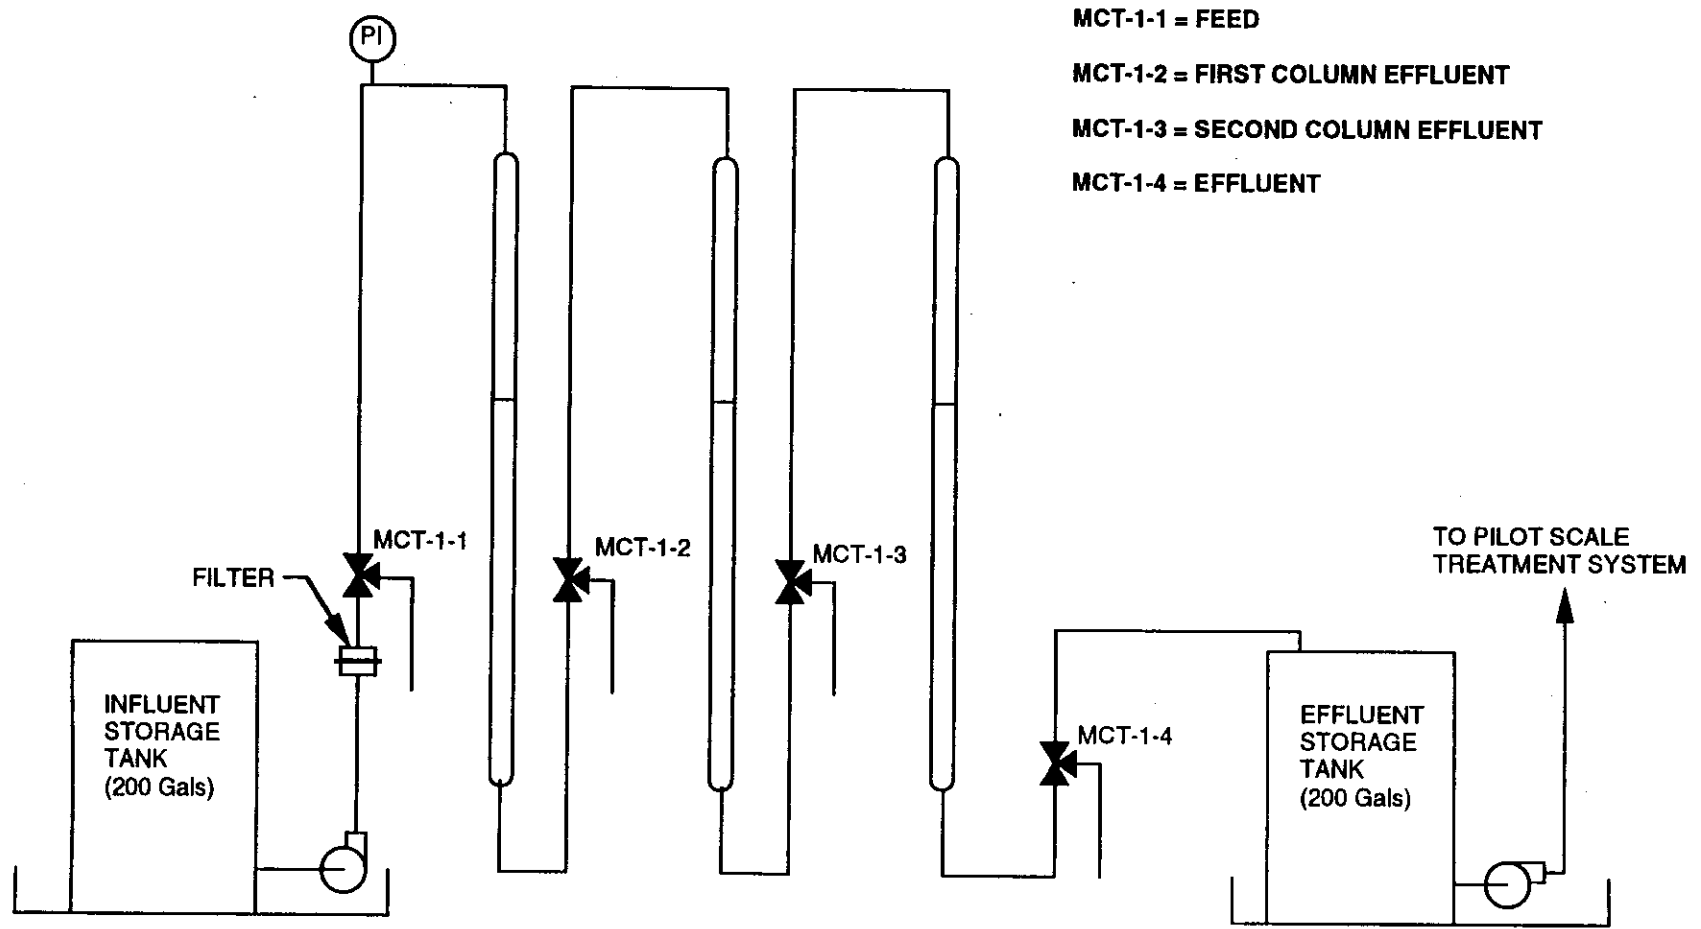 PI
MCT-1-1 = FEED
MCT-1-2 = FIRST COLUMN EFFLUENT
MCT-1-3 = SECOND COLUMN EFFLUENT
MCT-1-4 = EFFLUENT
MCT-1-1
MCT-1-2
MCT-1-3
FILTER
TO PILOT SCALE
TREATMENT SYSTEM
INFLUENT
STORAGE
TANK
(200 Gals)
MCT-1-4
EFFLUENT
STORAGE
TANK
(200 Gals)